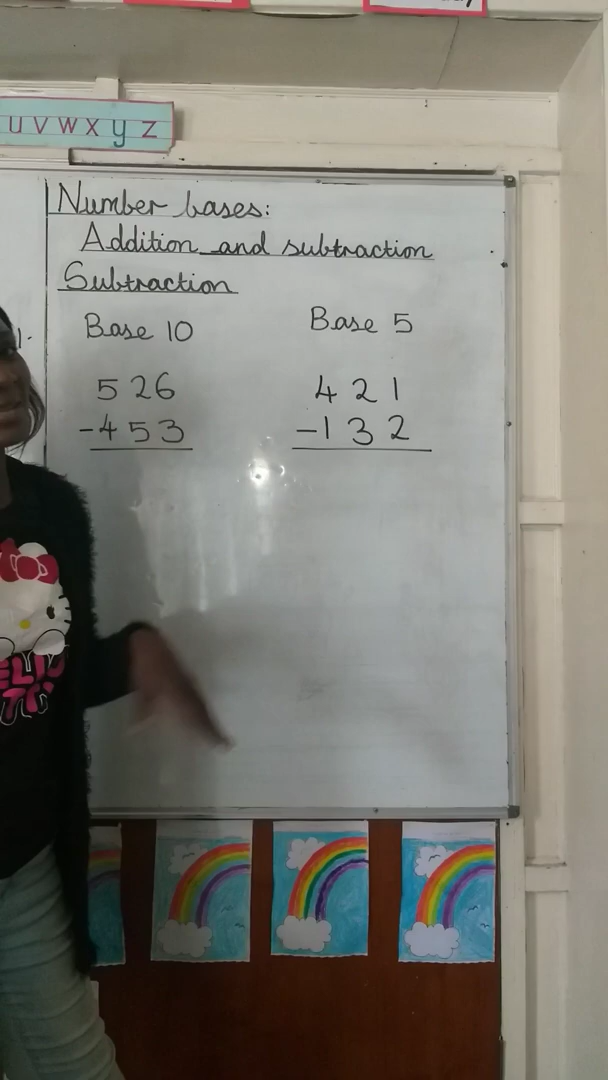 u v w x y z
Number bases:
Addition and subtraction
Subtraction
Base 10
526
-453
Base 5
421
-132